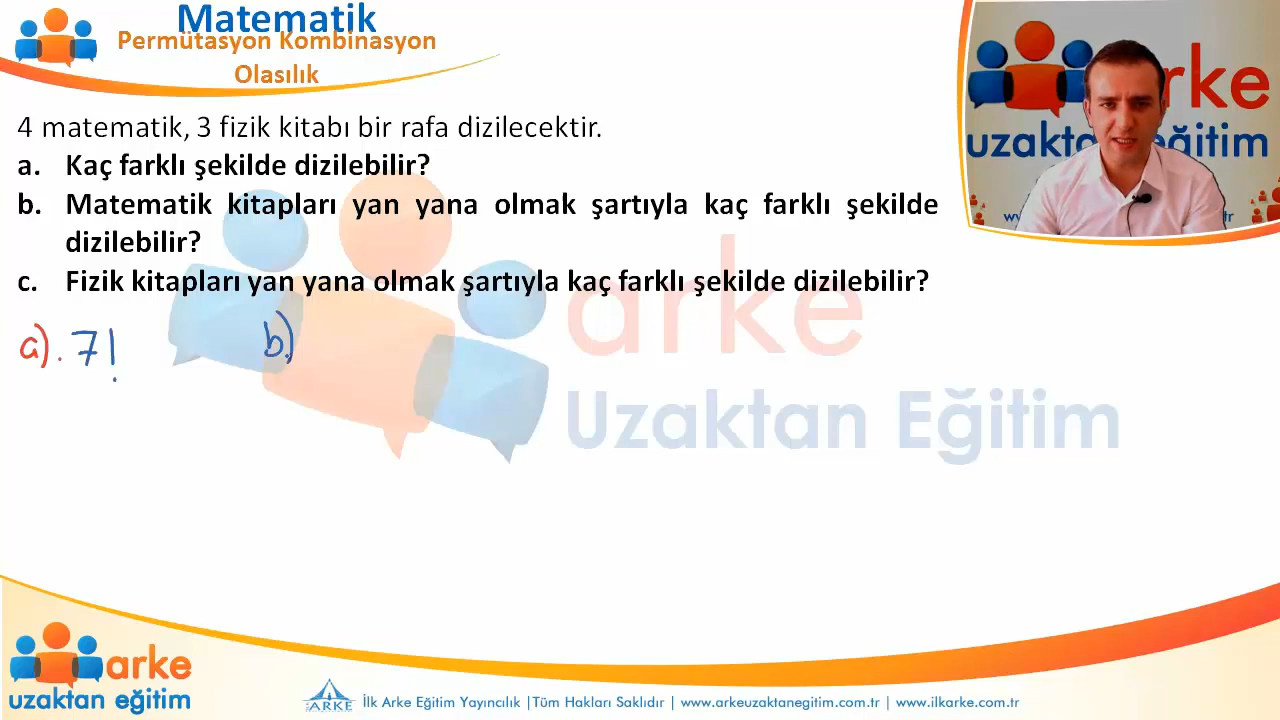 Matematik
Permütasyon Kombinasyon
Olasılık
4 matematik, 3 fizik kitabı bir rafa dizilecektir.
a. Kaç farklı şekilde dizilebilir?
b. Matematik kitapları yan yana olmak şartıyla kaç farklı şekilde
dizilebilir?
c. Fizik kitapları yan yana olmak şartıyla kaç farklı şekilde dizilebilir?
a). 7!
b).
arke
Uzaktan Eğitim
rke
uzaktan eğitim
arke
uzaktan eğitim
ARKE
İlk Arke Eğitim Yayıncılık |Tüm Hakları Saklıdır | www.arkeuzaktanegitim.com.tr | www.ilkarke.com.tr